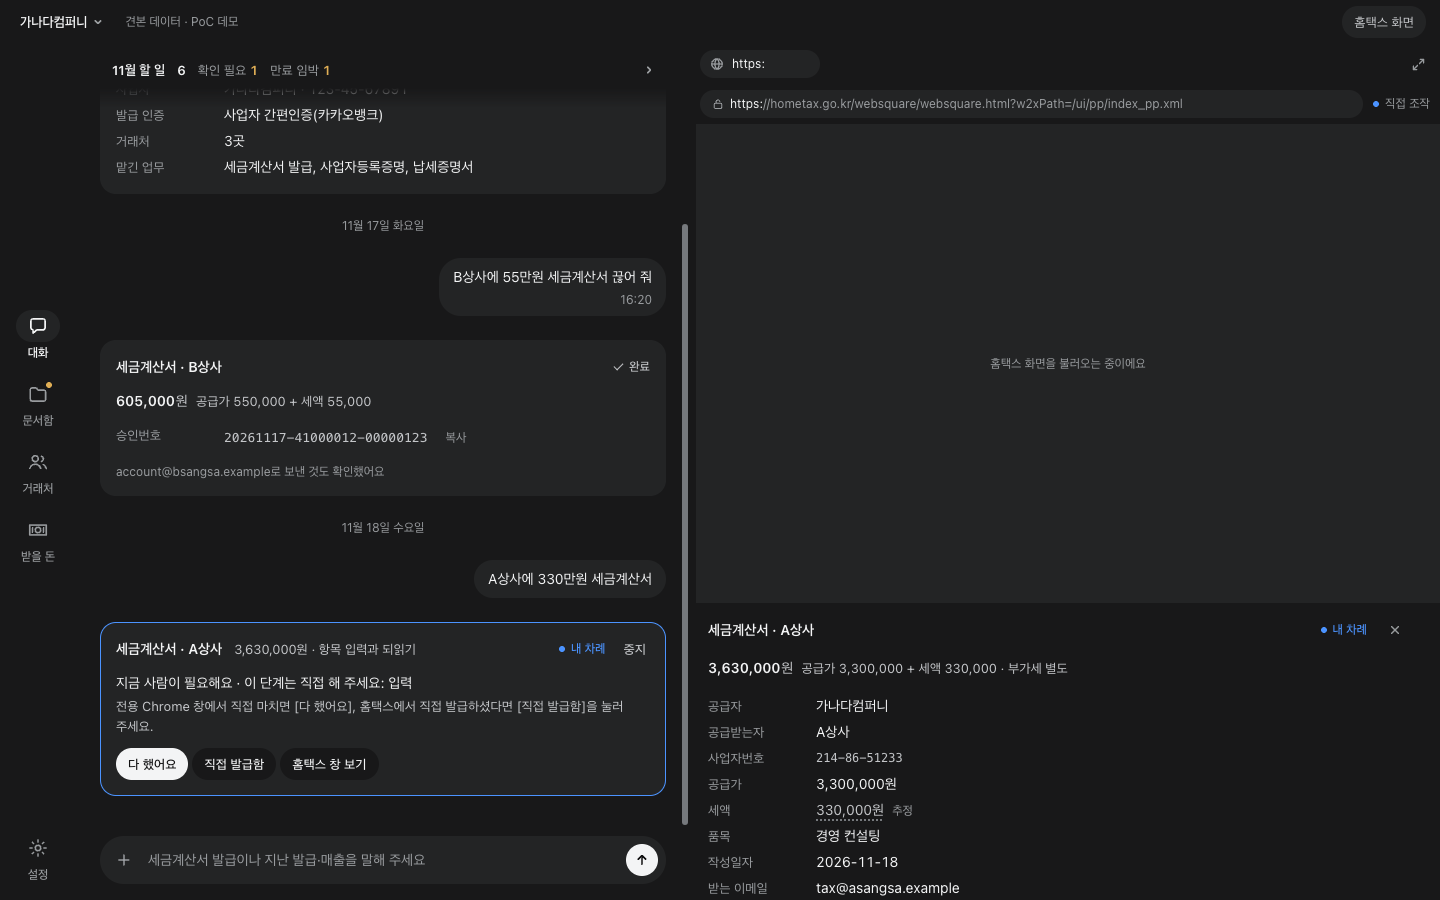 가나다컴퍼니
견본 데이터 · PoC 데모
홈택스 화면
11월 할 일 6 확인 필요 1 만료 임박 1
발급 인증 사업자 간편인증(카카오뱅크)
거래처 3곳
맡긴 업무 세금계산서 발급, 사업자등록증명, 납세증명서
11월 17일 화요일
B상사에 55만원 세금계산서 끊어 줘
16:20
세금계산서 · B상사 완료
605,000원 공급가 550,000 + 세액 55,000
승인번호 20261117-41000012-00000123 복사
account@bsangsa.example로 보낸 것도 확인했어요
11월 18일 수요일
A상사에 330만원 세금계산서
세금계산서 · A상사 3,630,000원 · 항목 입력과 되읽기 내 차례 중지
지금 사람이 필요해요 · 이 단계는 직접 해 주세요: 입력
전용 Chrome 창에서 직접 마치면 [다 했어요], 홈택스에서 직접 발급하셨다면 [직접 발급함]을 눌러
주세요.
다 했어요 직접 발급함 홈택스 창 보기
세금계산서 발급이나 지난 발급·매출을 말해 주세요
대화
문서함
거래처
받을 돈
설정
https:
https://hometax.go.kr/websquare/websquare.html?w2xPath=/ui/pp/index_pp.xml
직접 조작
홈택스 화면을 불러오는 중이에요
세금계산서 · A상사 내 차례
3,630,000원 공급가 3,300,000 + 세액 330,000 · 부가세 별도
공급자 가나다컴퍼니
공급받는자 A상사
사업자번호 214-86-51233
공급가 3,300,000원
세액 330,000원 추정
품목 경영 컨설팅
작성일자 2026-11-18
받는 이메일 tax@asangsa.example